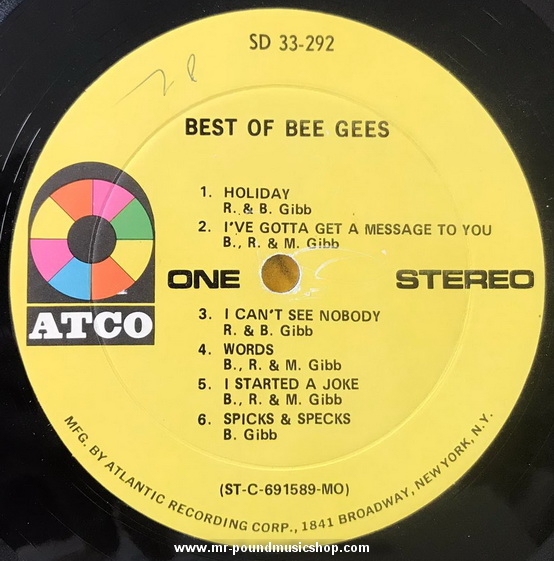 SD 33-292
BEST OF BEE GEES
1. HOLIDAY
R. & B. Gibb
2. I'VE GOTTA GET A MESSAGE TO YOU
B., R. & M. Gibb
ONE
STEREO
ATCO
3. I CAN'T SEE NOBODY
R. & B. Gibb
4. WORDS
B., R. & M. Gibb
5. I STARTED A JOKE
B., R. & M. Gibb
6. SPICKS & SPECKS
B. Gibb
(ST-C-691589-MO)
MFG. BY ATLANTIC RECORDING CORP., 1841 BROADWAY, NEW YORK, N.Y.
www.mr-poundmusicshop.com